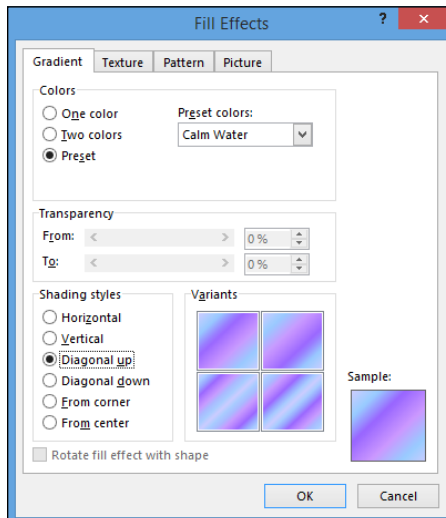 Fill Effects ? ×
Gradient Texture Pattern Picture
Colors
One color
Two colors
Preset
Preset colors:
Calm Water
Transparency
From: < > 0 %
To: < > 0 %
Shading styles
Horizontal
Vertical
Diagonal up
Diagonal down
From corner
From center
Variants
Sample:
Rotate fill effect with shape
OK Cancel